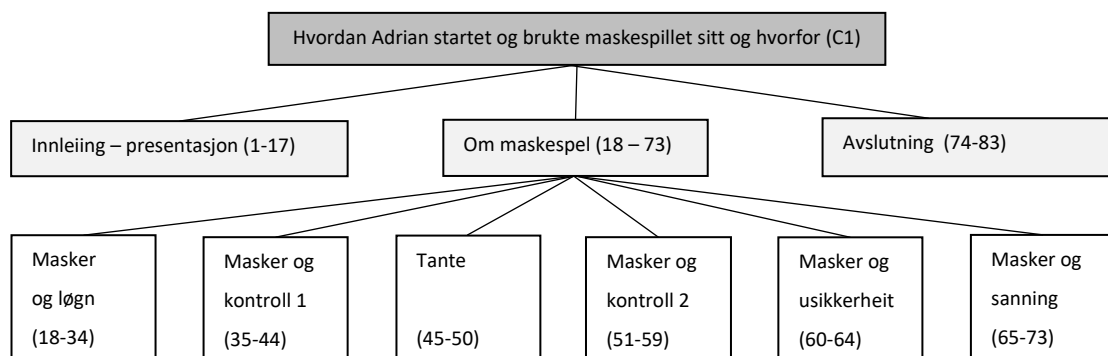 Hvordan Adrian startet og brukte maskespillet sitt og hvorfor (C1)
Innleiing – presentasjon (1-17)
Om maskespel (18 – 73)
Avslutning (74-83)
Masker
og løgn
(18-34)
Masker og
kontroll 1
(35-44)
Tante
(45-50)
Masker og
kontroll 2
(51-59)
Masker og
usikkerheit
(60-64)
Masker og
sanning
(65-73)